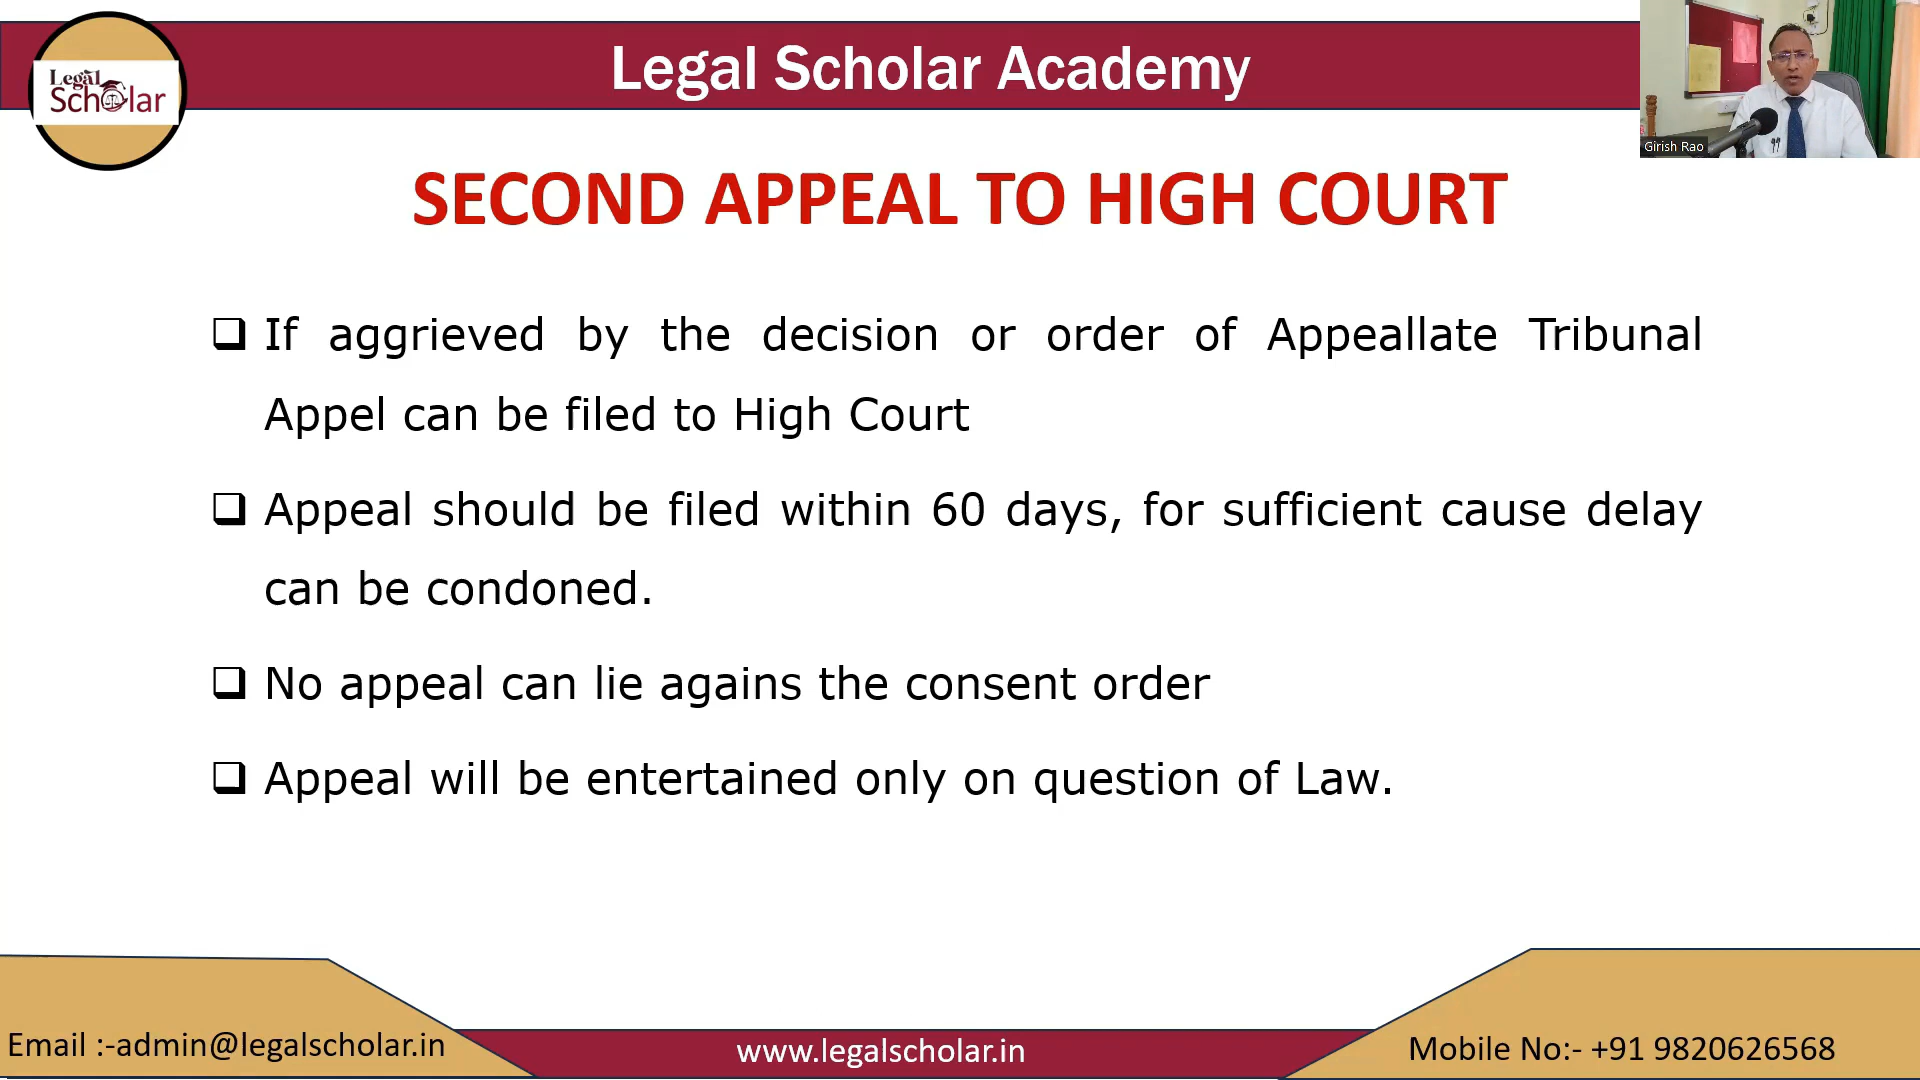 Legal Scholar Academy
Legal
Scholar
Girish Rao
SECOND APPEAL TO HIGH COURT
❑ If aggrieved by the decision or order of Appeallate Tribunal
Appel can be filed to High Court
❑ Appeal should be filed within 60 days, for sufficient cause delay
can be condoned.
❑ No appeal can lie agains the consent order
❑ Appeal will be entertained only on question of Law.
Email :-admin@legalscholar.in
www.legalscholar.in
Mobile No:- +91 9820626568